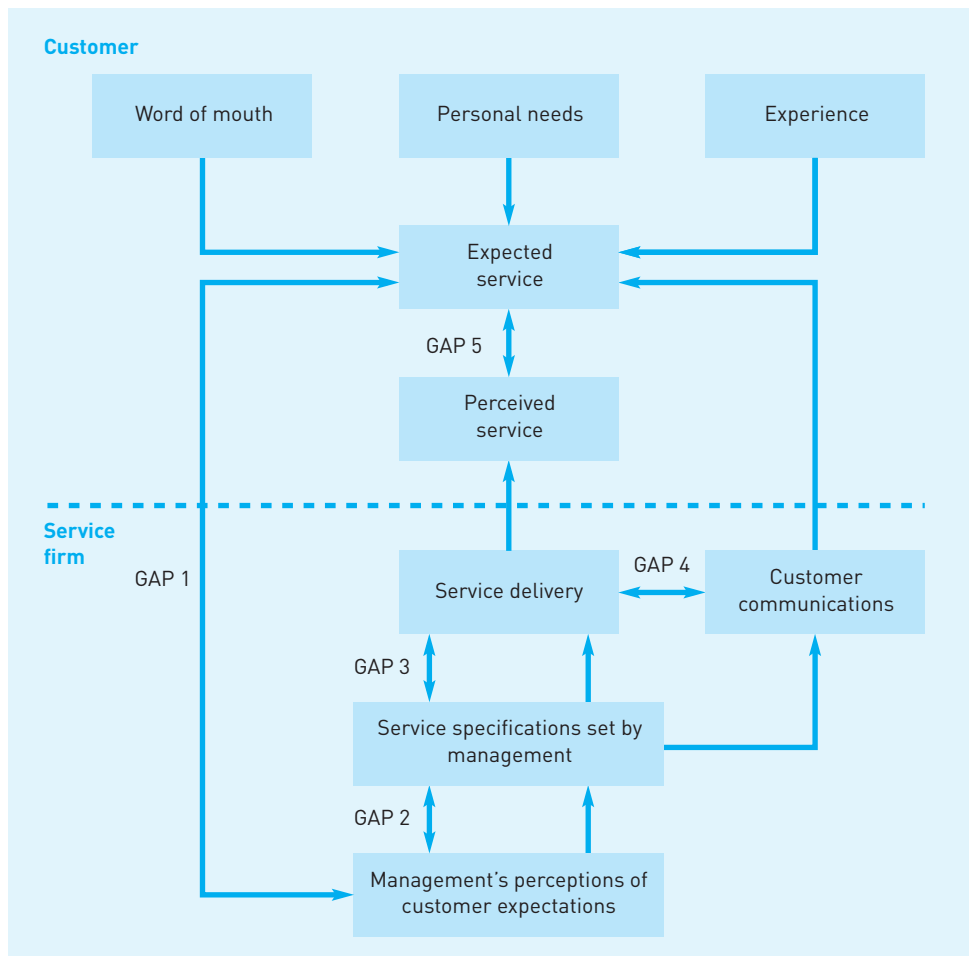 Customer
Word of mouth
Personal needs
Experience
Expected
service
GAP 5
Perceived
service
Service
firm
GAP 1
Service delivery
GAP 4
Customer
communications
GAP 3
Service specifications set by
management
GAP 2
Management’s perceptions of
customer expectations